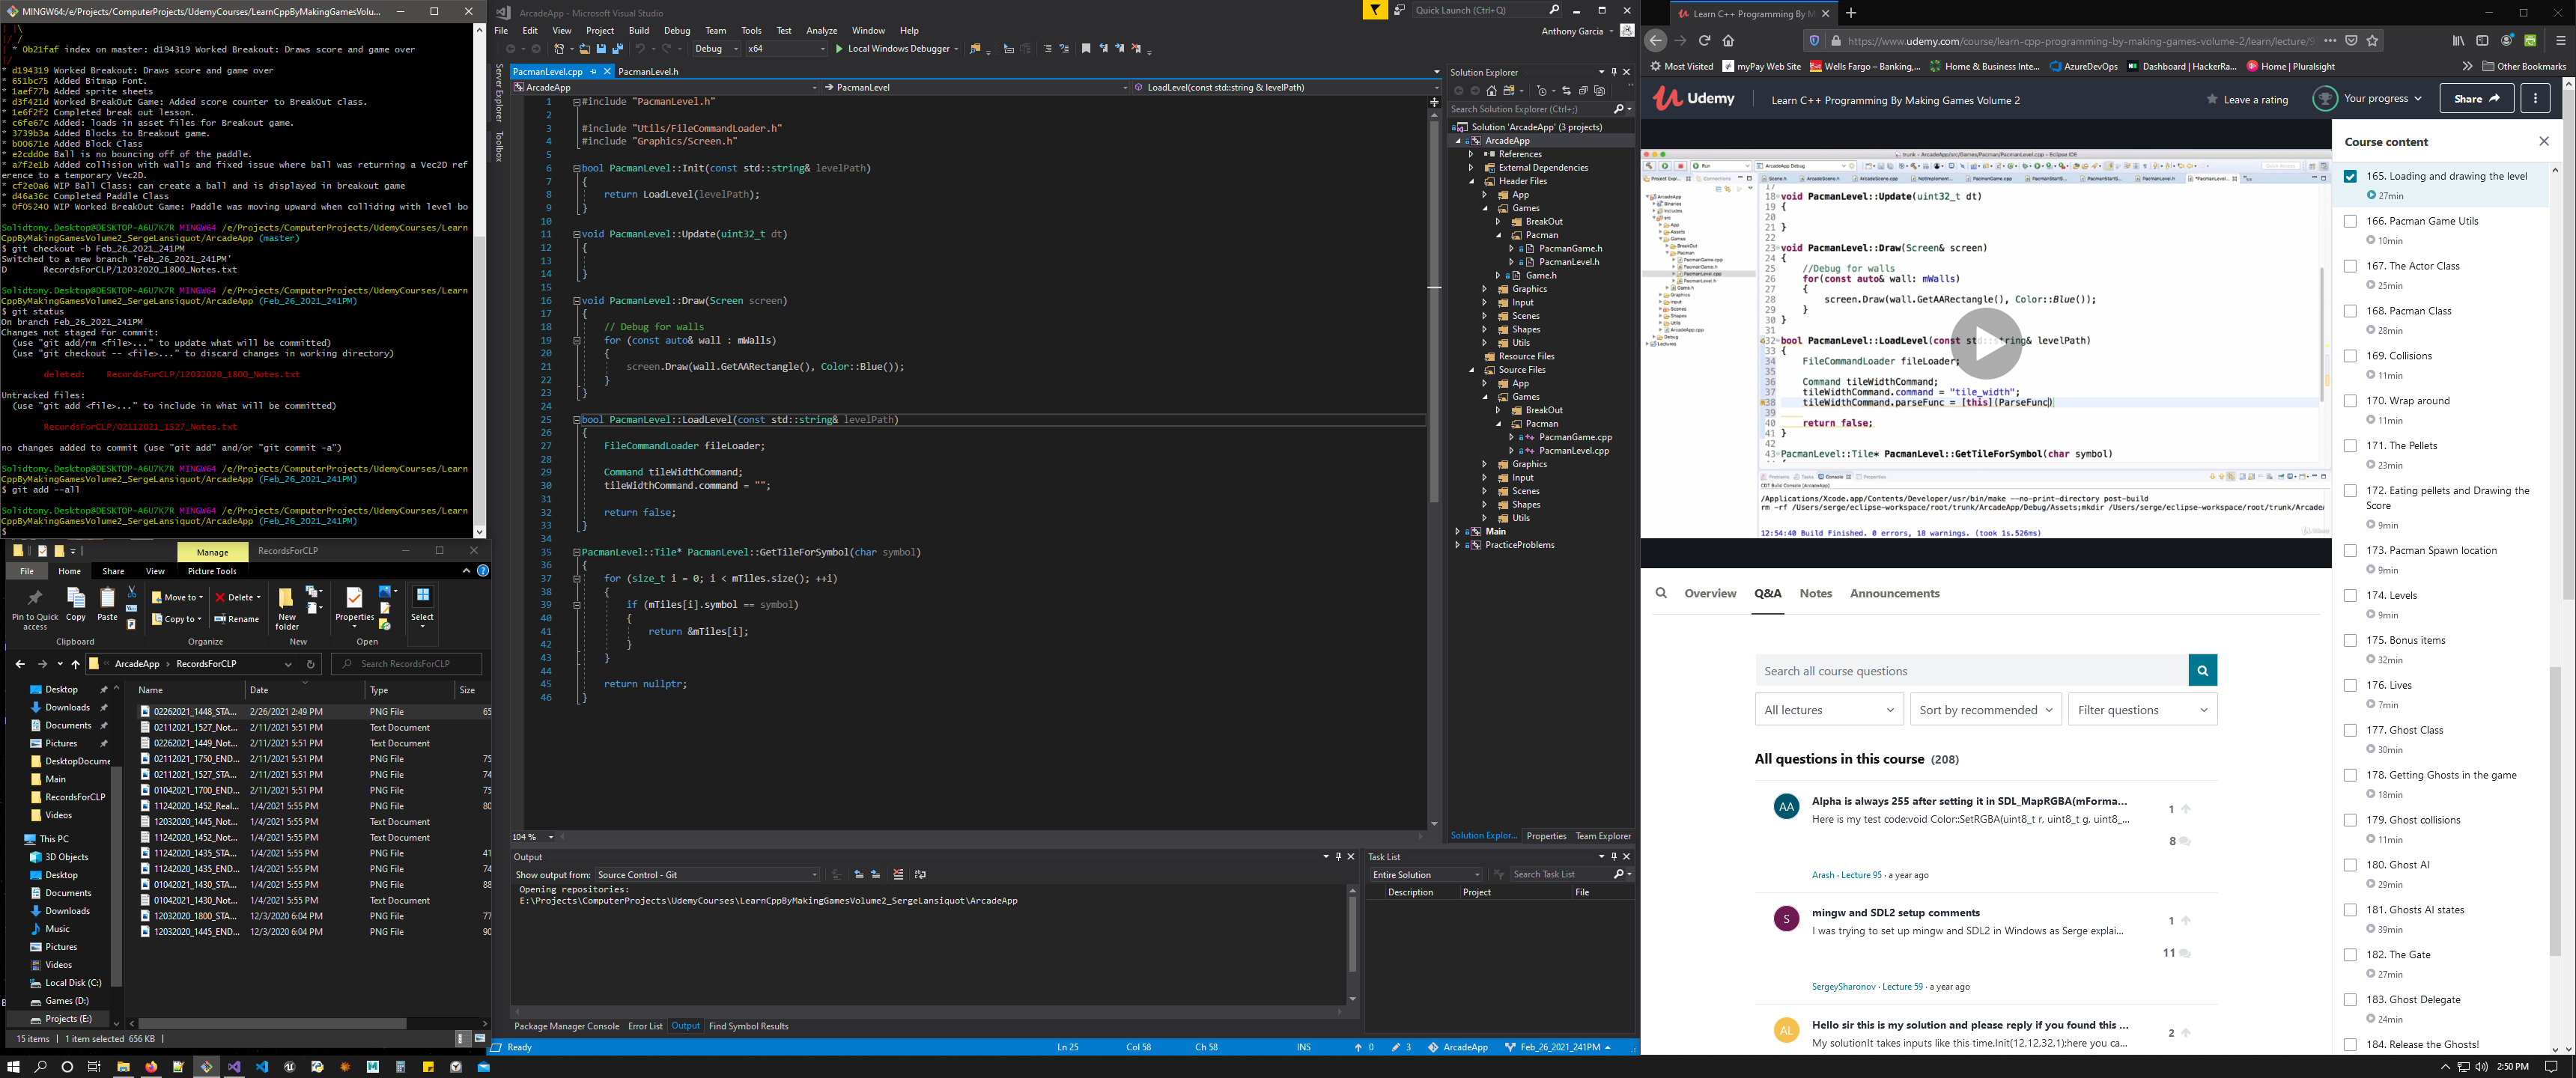 MINGW64:/e/Projects/ComputerProjects/UdemyCourses/LearnCppByMakingGamesVolu...
* 0b21faf index on master: d194319 Worked Breakout: Draws score and game over
* d194319 Worked Breakout: Draws score and game over
* 651bc75 Added Bitmap Font.
* 1aef77b Added sprite sheets
* d3f421d Worked BreakOut Game: Added score counter to BreakOut class.
* 1e6f2f2 Completed break out lesson.
* c6fe67c Added: loads in asset files for Breakout game.
* 3739b3a Added Blocks to Breakout game.
* b00671e Added Block Class
* e2cdd0e Ball is no bouncing off of the paddle.
* a7f2e1b Added collision with walls and fixed issue where ball was returning a Vec2D ref
erence to a temporary Vec2D.
* cf2e0a6 WIP Ball Class: can create a ball and is displayed in breakout game
* d46a36c Completed Paddle Class
* 0f05240 WIP Worked BreakOut Game: Paddle was moving upward when colliding with level bo
Solidtony.Desktop@DESKTOP-A6U7K7R MINGW64 /e/Projects/ComputerProjects/UdemyCourses/Learn
CppByMakingGamesVolume2_SergeLansiquot/ArcadeApp (master)
$ git checkout -b Feb_26_2021_241PM
Switched to a new branch 'Feb_26_2021_241PM'
D RecordsForCLP/12032020_1800_Notes.txt
Solidtony.Desktop@DESKTOP-A6U7K7R MINGW64 /e/Projects/ComputerProjects/UdemyCourses/Learn
CppByMakingGamesVolume2_SergeLansiquot/ArcadeApp (Feb_26_2021_241PM)
$ git status
On branch Feb_26_2021_241PM
Changes not staged for commit:
(use "git add/rm <file>..." to update what will be committed)
(use "git checkout -- <file>..." to discard changes in working directory)
deleted: RecordsForCLP/12032020_1800_Notes.txt
Untracked files:
(use "git add <file>..." to include in what will be committed)
RecordsForCLP/02112021_1527_Notes.txt
no changes added to commit (use "git add" and/or "git commit -a")
Solidtony.Desktop@DESKTOP-A6U7K7R MINGW64 /e/Projects/ComputerProjects/UdemyCourses/Learn
CppByMakingGamesVolume2_SergeLansiquot/ArcadeApp (Feb_26_2021_241PM)
$ git add --all
Solidtony.Desktop@DESKTOP-A6U7K7R MINGW64 /e/Projects/ComputerProjects/UdemyCourses/Learn
CppByMakingGamesVolume2_SergeLansiquot/ArcadeApp (Feb_26_2021_241PM)
$
Manage RecordsForCLP
File Home Share View Picture Tools
Pin to Quick access Copy Paste Move to Copy to Delete Rename New folder Properties Select
Clipboard Organize New Open
ArcadeApp RecordsForCLP Search RecordsForCLP
Desktop
Downloads
Documents
Pictures
DesktopDocume
Main
RecordsForCLP
Videos
This PC
3D Objects
Desktop
Documents
Downloads
Music
Pictures
Videos
Local Disk (C:)
Games (D:)
Projects (E:)
Name Date Type Size
02262021_1448_STA... 2/26/2021 2:49 PM PNG File 65
02112021_1527_Not... 2/11/2021 5:51 PM Text Document
02262021_1449_Not... 2/11/2021 5:51 PM Text Document
02112021_1750_END... 2/11/2021 5:51 PM PNG File 75
02112021_1527_STA... 2/11/2021 5:51 PM PNG File 74
01042021_1700_END... 2/11/2021 5:51 PM PNG File 75
11242020_1452_Real... 1/4/2021 5:55 PM PNG File 80
12032020_1445_Not... 1/4/2021 5:55 PM Text Document
11242020_1452_Not... 1/4/2021 5:55 PM Text Document
11242020_1435_STA... 1/4/2021 5:55 PM PNG File 41
11242020_1435_END... 1/4/2021 5:55 PM PNG File 74
01042021_1430_STA... 1/4/2021 5:55 PM PNG File 88
01042021_1430_Not... 1/4/2021 5:55 PM Text Document
12032020_1800_STA... 12/3/2020 6:04 PM PNG File 77
12032020_1445_END... 12/3/2020 6:04 PM PNG File 90
15 items 1 item selected 656 KB
ArcadeApp - Microsoft Visual Studio
Quick Launch (Ctrl+Q)
File Edit View Project Build Debug Team Tools Test Analyze Window Help
Anthony Garcia
Debug x64 Local Windows Debugger
Server Explorer
Toolbox
PacmanLevel.cpp PacmanLevel.h
ArcadeApp PacmanLevel LoadLevel(const std::string & levelPath)
1 #include "PacmanLevel.h"
2
3 #include "Utils/FileCommandLoader.h"
4 #include "Graphics/Screen.h"
5
6 bool PacmanLevel::Init(const std::string& levelPath)
7 {
8 return LoadLevel(levelPath);
9 }
10
11 void PacmanLevel::Update(uint32_t dt)
12 {
13
14 }
15
16 void PacmanLevel::Draw(Screen screen)
17 {
18 // Debug for walls
19 for (const auto& wall : mWalls)
20 {
21 screen.Draw(wall.GetAARectangle(), Color::Blue());
22 }
23 }
24
25 bool PacmanLevel::LoadLevel(const std::string& levelPath)
26 {
27 FileCommandLoader fileLoader;
28
29 Command tileWidthCommand;
30 tileWidthCommand.command = "";
31
32 return false;
33 }
34
35 PacmanLevel::Tile* PacmanLevel::GetTileForSymbol(char symbol)
36 {
37 for (size_t i = 0; i < mTiles.size(); ++i)
38 {
39 if (mTiles[i].symbol == symbol)
40 {
41 return &mTiles[i];
42 }
43 }
44
45 return nullptr;
46 }
104 %
Output
Show output from: Source Control - Git
Opening repositories:
E:\Projects\ComputerProjects\UdemyCourses\LearnCppByMakingGamesVolume2_SergeLansiquot\ArcadeApp
Package Manager Console Error List Output Find Symbol Results
Ready Ln 25 Col 58 Ch 58 INS 0 3 ArcadeApp Feb_26_2021_241PM
Solution Explorer
Search Solution Explorer (Ctrl+;)
Solution 'ArcadeApp' (3 projects)
ArcadeApp
References
External Dependencies
Header Files
App
Games
BreakOut
Pacman
PacmanGame.h
PacmanLevel.h
Game.h
Graphics
Input
Scenes
Shapes
Utils
Resource Files
Source Files
App
Games
BreakOut
Pacman
PacmanGame.cpp
PacmanLevel.cpp
Graphics
Input
Scenes
Shapes
Utils
Main
PracticeProblems
Solution Explor... Properties Team Explorer
Task List
Entire Solution Search Task List
Description Project File
Learn C++ Programming By M
https://www.udemy.com/course/learn-cpp-programming-by-making-games-volume-2/learn/lecture/9
Most Visited myPay Web Site Wells Fargo – Banking,... Home & Business Inte... AzureDevOps Dashboard | HackerRa... Home | Pluralsight Other Bookmarks
Udemy Learn C++ Programming By Making Games Volume 2 Leave a rating Your progress Share
trunk - ArcadeApp/src/Games/Pacman/PacmanLevel.cpp - Eclipse IDE
17
18 void PacmanLevel::Update(uint32_t dt)
19 {
20
21 }
22
23 void PacmanLevel::Draw(Screen& screen)
24 {
25 //Debug for walls
26 for(const auto& wall: mWalls)
27 {
28 screen.Draw(wall.GetAARectangle(), Color::Blue());
29 }
30 }
31
32 bool PacmanLevel::LoadLevel(const std::string& levelPath)
33 {
34 FileCommandLoader fileLoader;
35
36 Command tileWidthCommand;
37 tileWidthCommand.command = "tile_width";
38 tileWidthCommand.parseFunc = [this](ParseFunc)
39
40 return false;
41 }
42
43 PacmanLevel::Tile* PacmanLevel::GetTileForSymbol(char symbol)
CDT Build Console [ArcadeApp]
/Applications/Xcode.app/Contents/Developer/usr/bin/make --no-print-directory post-build
rm -rf /Users/serge/eclipse-workspace/root/trunk/ArcadeApp/Debug/Assets;mkdir /Users/serge/eclipse-workspace/root/trunk/Arcade
12:54:40 Build Finished. 0 errors, 18 warnings. (took 1s.526ms)
Overview Q&A Notes Announcements
Search all course questions
All lectures Sort by recommended Filter questions
All questions in this course (208)
AA Alpha is always 255 after setting it in SDL_MapRGBA(mForma... 1
Here is my test code:void Color::SetRGBA(uint8_t r, uint8_t g, uint8_...
8
Arash · Lecture 95 · a year ago
S mingw and SDL2 setup comments 1
I was trying to set up mingw and SDL2 in Windows as Serge explai...
11
SergeySharonov · Lecture 59 · a year ago
AL Hello sir this is my solution and please reply if you found this ... 2
My solutionIt takes inputs like this time.Init(12,12,32,1);here you ca...
Course content
165. Loading and drawing the level
27min
166. Pacman Game Utils
10min
167. The Actor Class
25min
168. Pacman Class
28min
169. Collisions
11min
170. Wrap around
11min
171. The Pellets
23min
172. Eating pellets and Drawing the Score
9min
173. Pacman Spawn location
9min
174. Levels
9min
175. Bonus items
32min
176. Lives
7min
177. Ghost Class
30min
178. Getting Ghosts in the game
18min
179. Ghost collisions
11min
180. Ghost AI
29min
181. Ghosts AI states
39min
182. The Gate
27min
183. Ghost Delegate
24min
184. Release the Ghosts!
2:50 PM